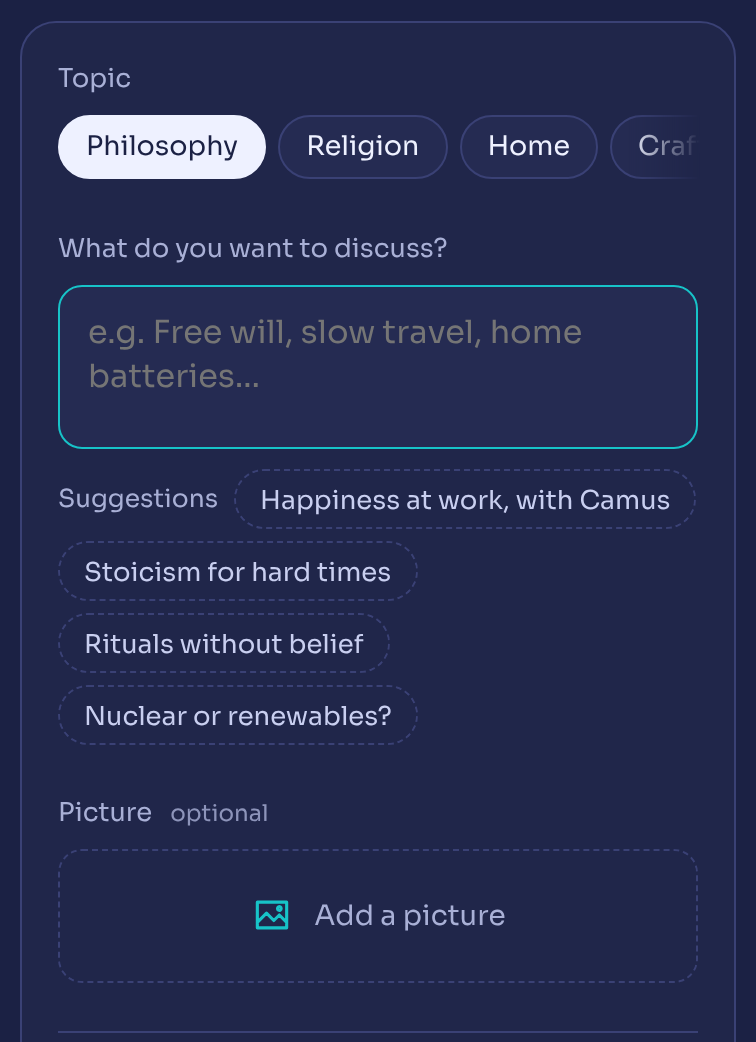 Topic
Philosophy Religion Home
What do you want to discuss?
e.g. Free will, slow travel, home
batteries...
Suggestions Happiness at work, with Camus
Stoicism for hard times
Rituals without belief
Nuclear or renewables?
Picture optional
Add a picture